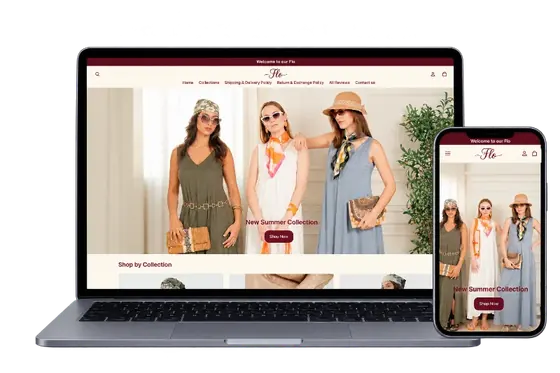 Welcome to our Flo
Flo
Home Collections Shipping & Delivery Policy Return & Exchange Policy All Reviews Contact us
New Summer Collection
Shop Now
Shop by Collection
Welcome to our Flo
Flo
New Summer Collection
Shop Now